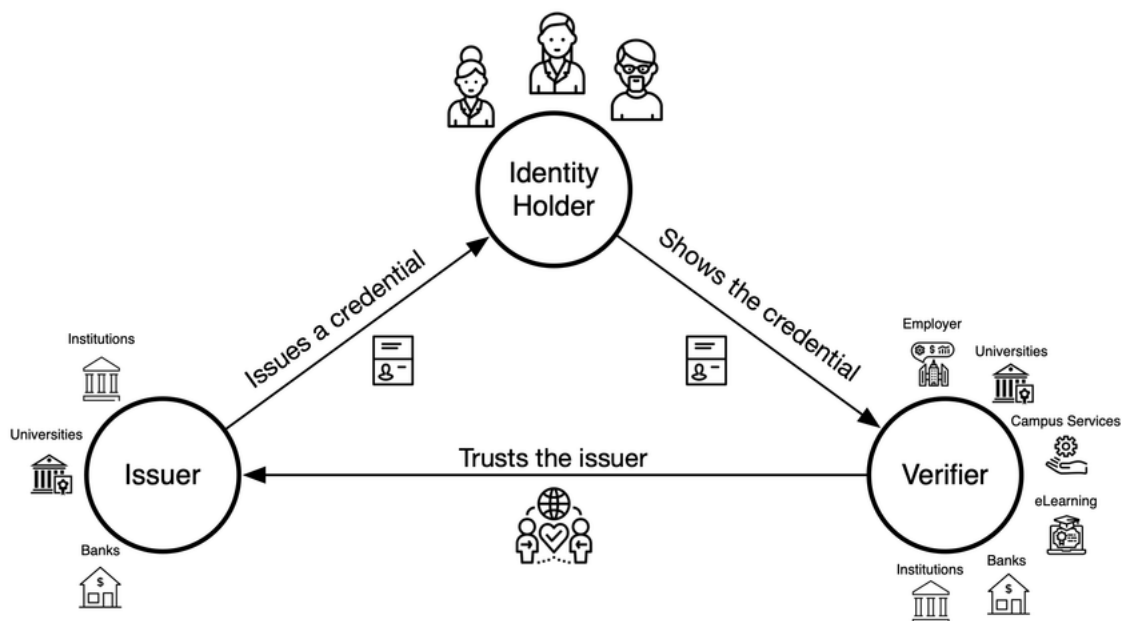 Identity
Holder
Issues a credential
Shows the credential
Institutions
Universities
Issuer
Banks
$
Trusts the issuer
Employer
$
Universities
Campus Services
Verifier
eLearning
Banks
$
Institutions